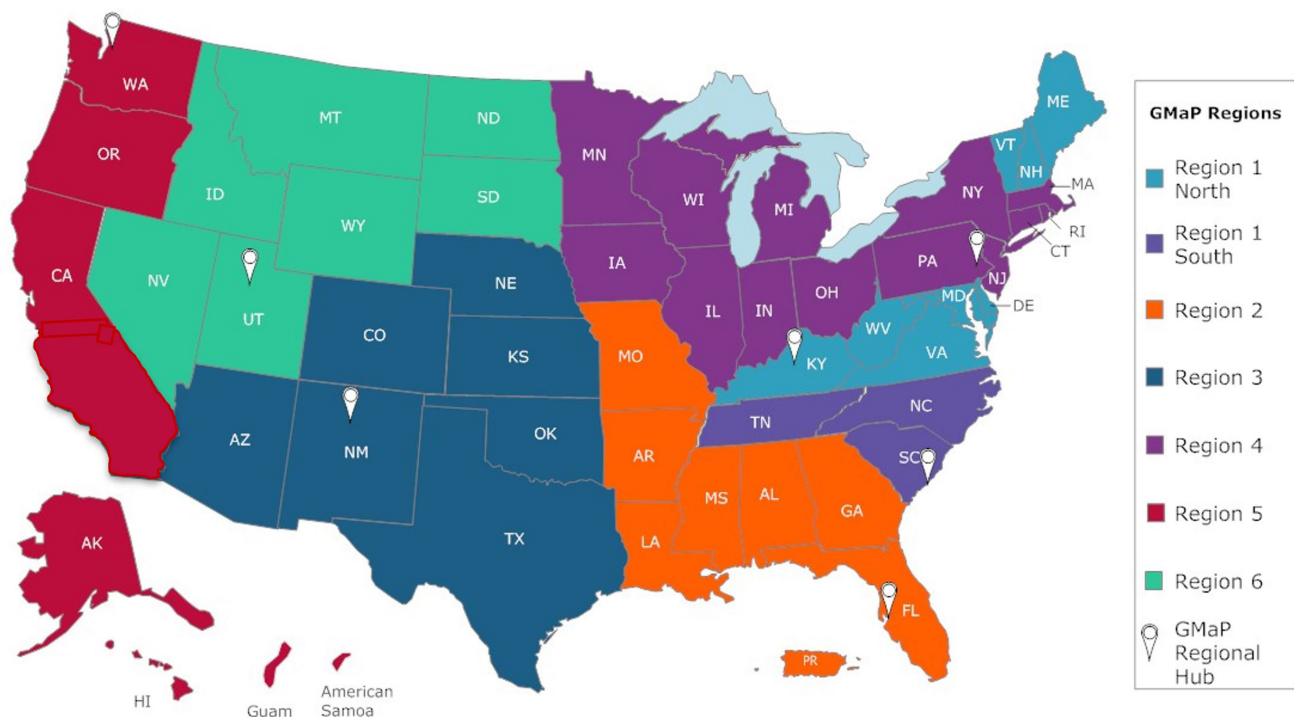 WA
OR
CA
MT
ID
WY
NV
UT
ND
SD
NE
CO
KS
AZ
NM
OK
TX
MN
WI
MI
IA
IL
IN
OH
MO
AR
LA
MS
AL
GA
FL
PR
TN
NC
SC
KY
WV
VA
MD
DE
PA
NJ
NY
CT
RI
MA
VT
NH
ME
AK
HI
Guam
American
Samoa
GMaP Regions
Region 1
North
Region 1
South
Region 2
Region 3
Region 4
Region 5
Region 6
GMaP
Regional
Hub